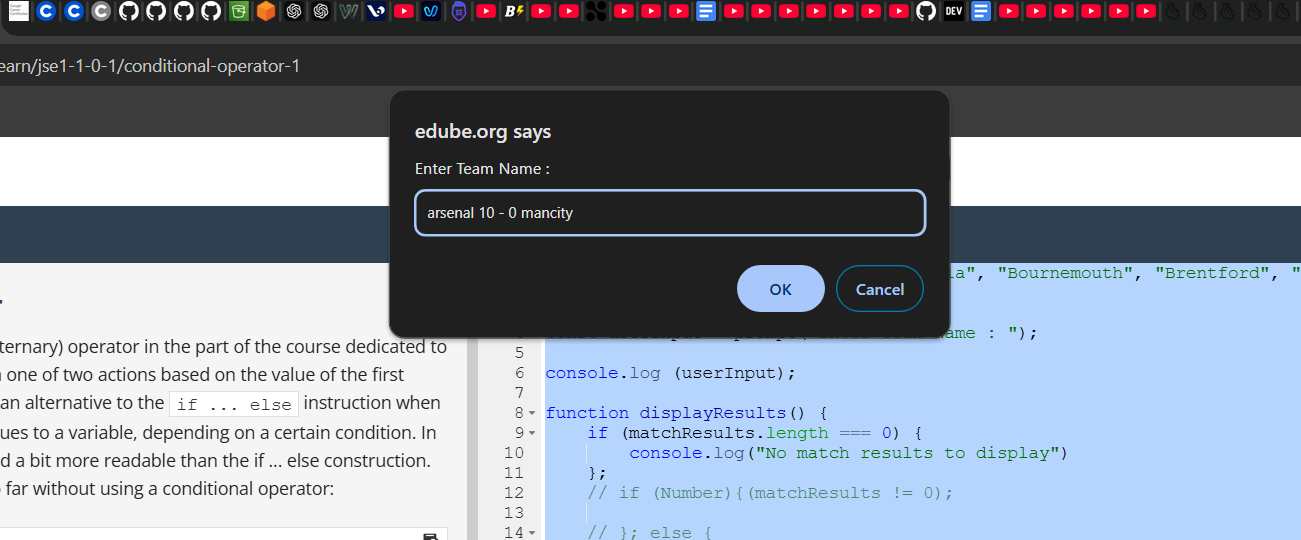 B
DEV
earn/jse1-1-0-1/conditional-operator-1
edube.org says
Enter Team Name :
arsenal 10 - 0 mancity
OK
Cancel
la", "Bournemouth", "Brentford", "
ame : ");
ternary) operator in the part of the course dedicated to
one of two actions based on the value of the first
an alternative to the if ... else instruction when
ues to a variable, depending on a certain condition. In
d a bit more readable than the if ... else construction.
far without using a conditional operator:
5
6 console.log (userInput);
7
8 function displayResults() {
9 if (matchResults.length === 0) {
10 console.log("No match results to display")
11 };
12 // if (Number){(matchResults != 0);
13
14 // }; else {